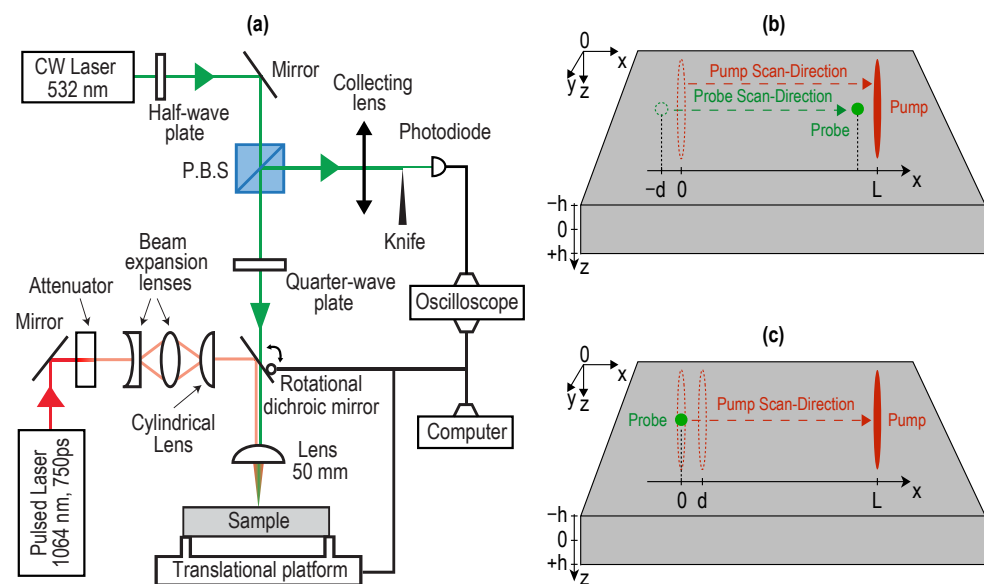 (a)
CW Laser
532 nm
Mirror
Half-wave
plate
Collecting
lens
Photodiode
P.B.S
Knife
Beam
expansion
lenses
Quarter-wave
plate
Attenuator
Oscilloscope
Mirror
Rotational
dichroic mirror
Cylindrical
Lens
Computer
Lens
50 mm
Pulsed Laser
1064 nm, 750ps
Sample
Translational platform
(b)
0
x
y
z
Pump Scan-Direction
Probe Scan-Direction
Pump
Probe
−d
0
L
x
−h
0
+h
z
(c)
0
x
y
z
Probe
Pump Scan-Direction
Pump
0
d
L
x
−h
0
+h
z